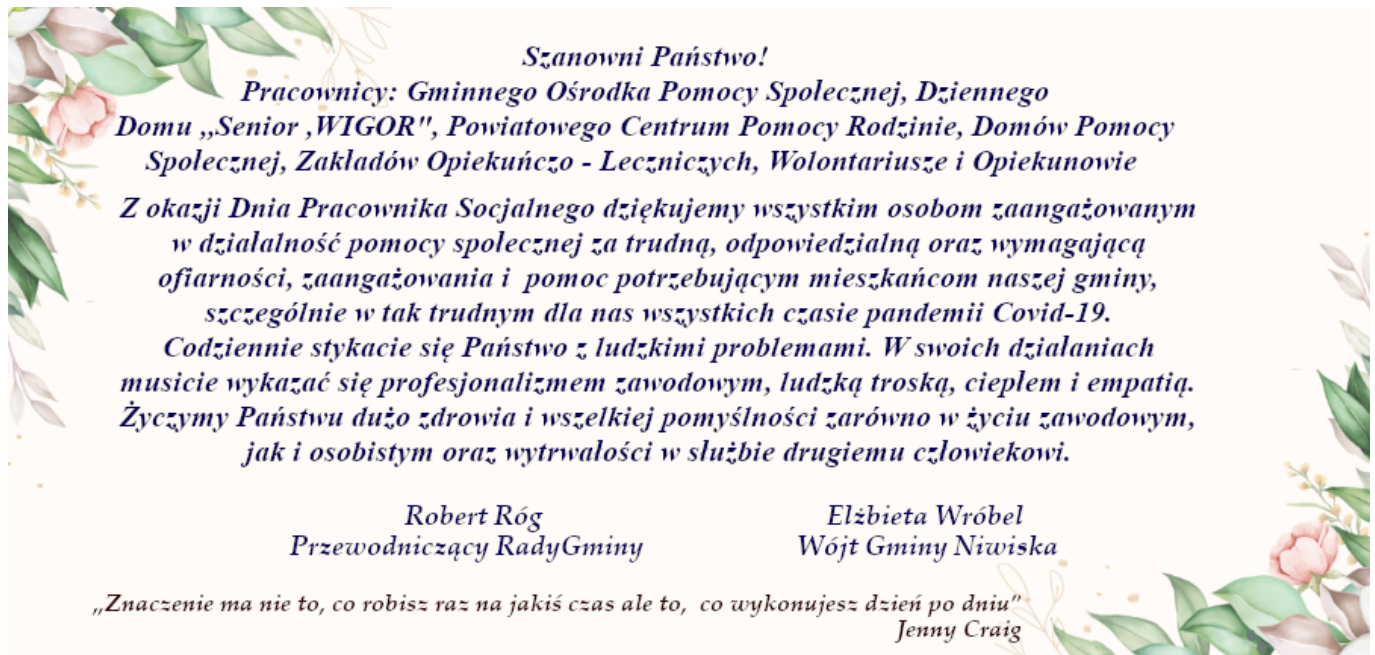 Szanowni Państwo!
Pracownicy: Gminnego Ośrodka Pomocy Społecznej, Dziennego
Domu ,,Senior ,WIGOR", Powiatowego Centrum Pomocy Rodzinie, Domów Pomocy
Społecznej, Zakładów Opiekuńczo - Leczniczych, Wolontariusze i Opiekunowie
Z okazji Dnia Pracownika Socjalnego dziękujemy wszystkim osobom zaangażowanym
w działalność pomocy społecznej za trudną, odpowiedzialną oraz wymagającą
ofiarności, zaangażowania i  pomoc potrzebującym mieszkańcom naszej gminy,
szczególnie w tak trudnym dla nas wszystkich czasie pandemii Covid-19.
Codziennie stykacie się Państwo z ludzkimi problemami. W swoich działaniach
musicie wykazać się profesjonalizmem zawodowym, ludzką troską, ciepłem i empatią.
Życzymy Państwu dużo zdrowia i wszelkiej pomyślności zarówno w życiu zawodowym,
jak i osobistym oraz wytrwałości w służbie drugiemu człowiekowi.
Robert Róg
Przewodniczący RadyGminy
Elżbieta Wróbel
Wójt Gminy Niwiska
„Znaczenie ma nie to, co robisz raz na jakiś czas ale to,  co wykonujesz dzień po dniu"
Jenny Craig